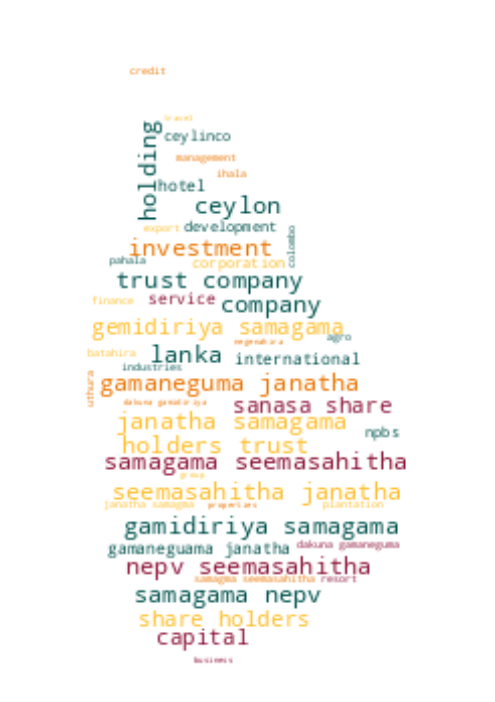 credit
travel
holding
ceylinco
management
ihala
hotel
ceylon
export
development
colombo
investment
pahala
corporation
trust company
finance
service
company
gemidiriya samagama
agro
negenahira
batahira
lanka
international
industries
gamaneguma janatha
uthura
dakuna gamidiriya
sanasa share
janatha samagama
npbs
holders trust
samagama seemasahitha
group
seemasahitha janatha
janatha samagma
properties
plantation
gamidiriya samagama
gamaneguama janatha
dakuna gamaneguma
nepv seemasahitha
samagma seemasahitha
resort
samagama nepv
share holders
capital
business